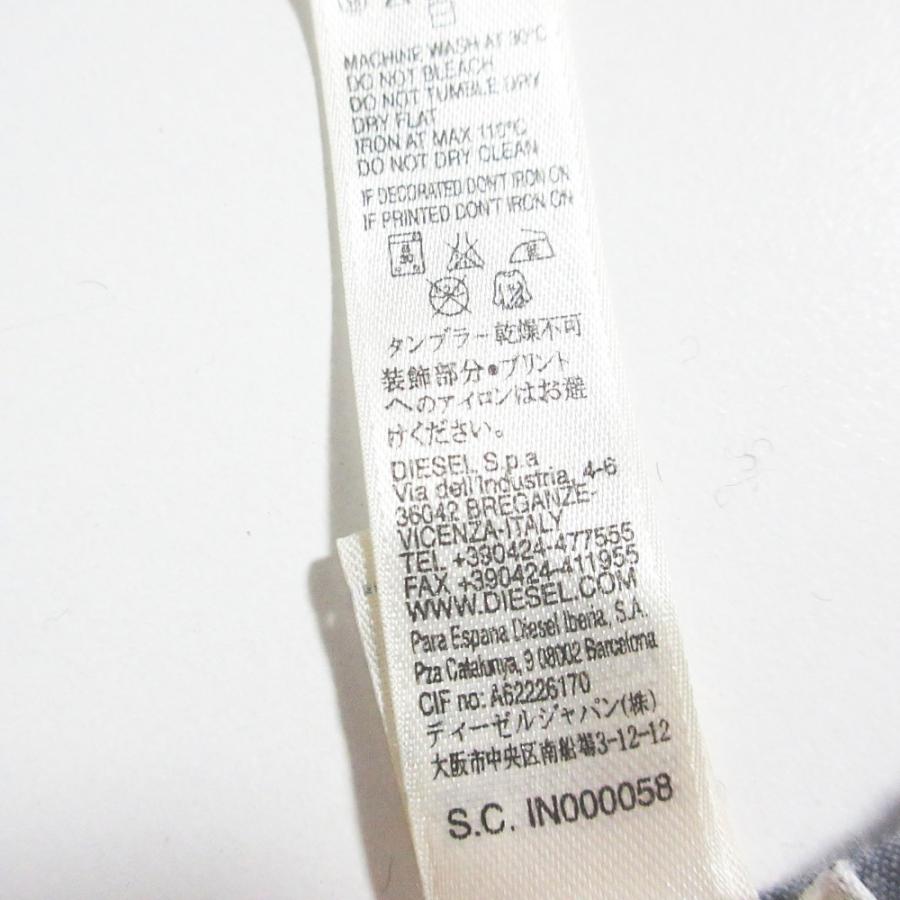 MACHINE WASH AT 30°C
DO NOT BLEACH
DO NOT TUMBLE DRY
DRY FLAT
IRON AT MAX 110°C
DO NOT DRY CLEAN
IF DECORATED DON'T IRON ON
IF PRINTED DON'T IRON ON
タンブラー乾燥不可
装飾部分・プリント
へのアイロンはお避
けください。
DIESEL S.p.a
Via dell'Industria, 4-6
36042 BREGANZE-
VICENZA-ITALY
TEL +390424-477555
FAX +390424-411955
WWW.DIESEL.COM
Para Espana Diesel Iberia, S.A.
Pza Catalunya, 9 08002 Barcelona
CIF no: A62226170
ディーゼルジャパン(株)
大阪市中央区南船場3-12-12
S.C. IN000058